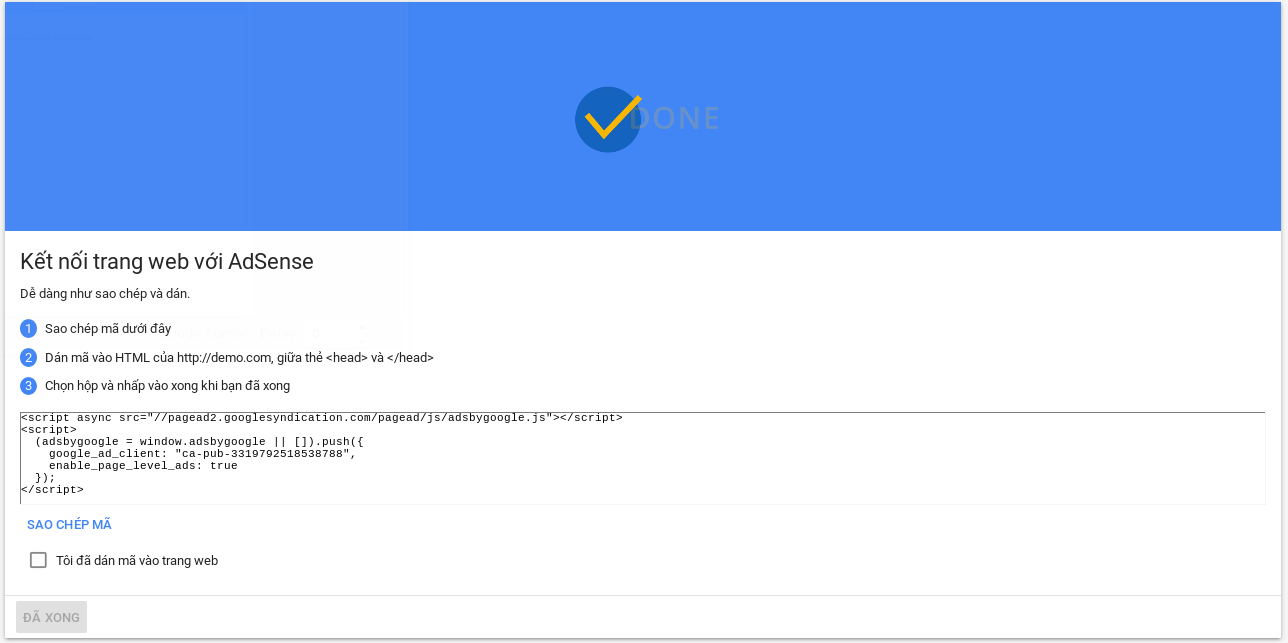 DONE
Kết nối trang web với AdSense
Dễ dàng như sao chép và dán.
1 Sao chép mã dưới đây
2 Dán mã vào HTML của http://demo.com, giữa thẻ <head> và </head>
3 Chọn hộp và nhấp vào xong khi bạn đã xong
<script async src="//pagead2.googlesyndication.com/pagead/js/adsbygoogle.js"></script>
<script>
  (adsbygoogle = window.adsbygoogle || []).push({
    google_ad_client: "ca-pub-3319792518538788",
    enable_page_level_ads: true
  });
</script>
SAO CHÉP MÃ
Tôi đã dán mã vào trang web
ĐÃ XONG